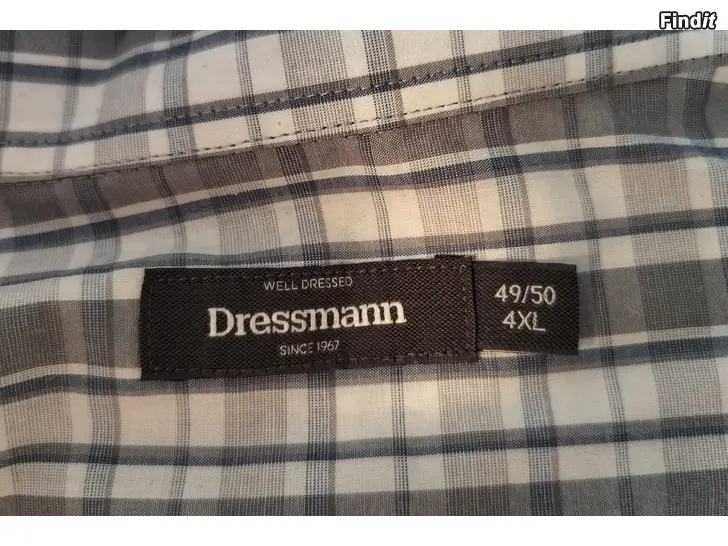 Findit
WELL DRESSED
Dressmann
SINCE 1967
49/50
4XL